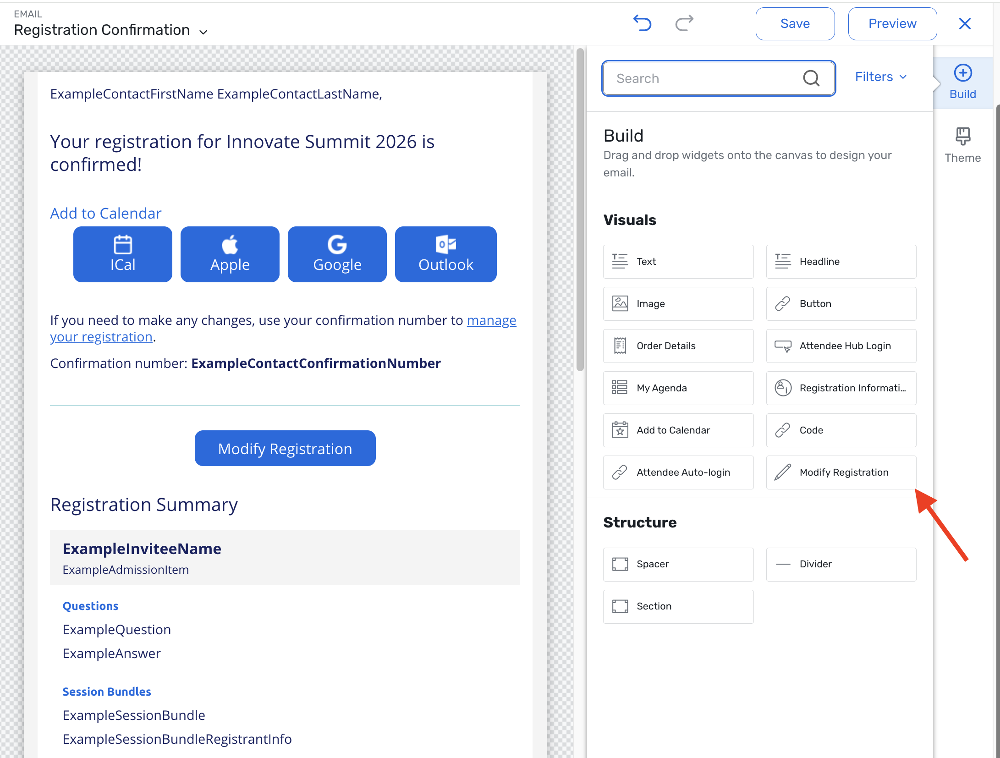 EMAIL
Registration Confirmation
Save
Preview
ExampleContactFirstName ExampleContactLastName,
Your registration for Innovate Summit 2026 is
confirmed!
Add to Calendar
ICal
Apple
Google
Outlook
If you need to make any changes, use your confirmation number to manage
your registration.
Confirmation number: ExampleContactConfirmationNumber
Modify Registration
Registration Summary
ExampleInviteeName
ExampleAdmissionItem
Questions
ExampleQuestion
ExampleAnswer
Session Bundles
ExampleSessionBundle
ExampleSessionBundleRegistrantInfo
Search
Filters
Build
Drag and drop widgets onto the canvas to design your
email.
Visuals
Text
Headline
Image
Button
Order Details
Attendee Hub Login
My Agenda
Registration Informati...
Add to Calendar
Code
Attendee Auto-login
Modify Registration
Structure
Spacer
Divider
Section
Build
Theme